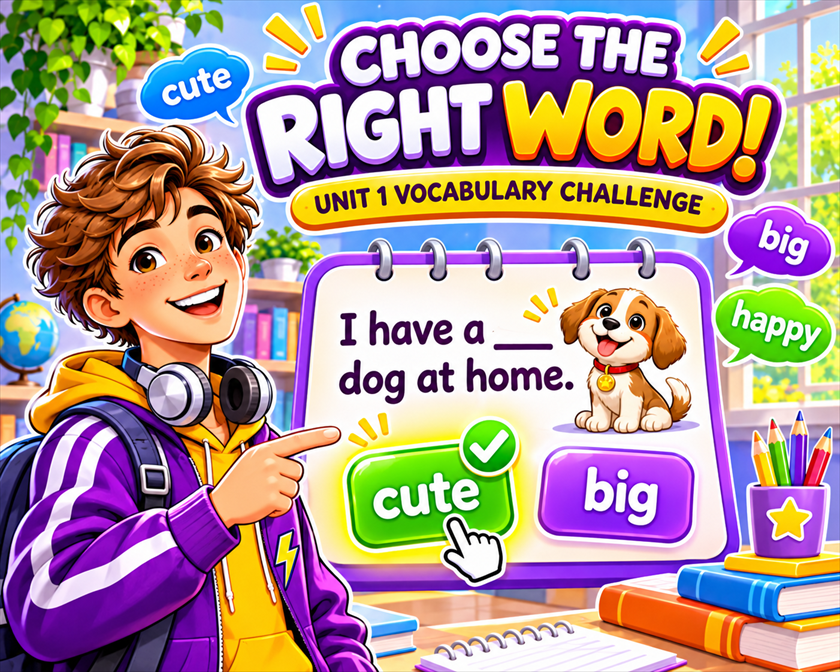 cute
CHOOSE THE
RIGHT WORD!
UNIT 1 VOCABULARY CHALLENGE
big
happy
I have a ___
dog at home.
cute
big